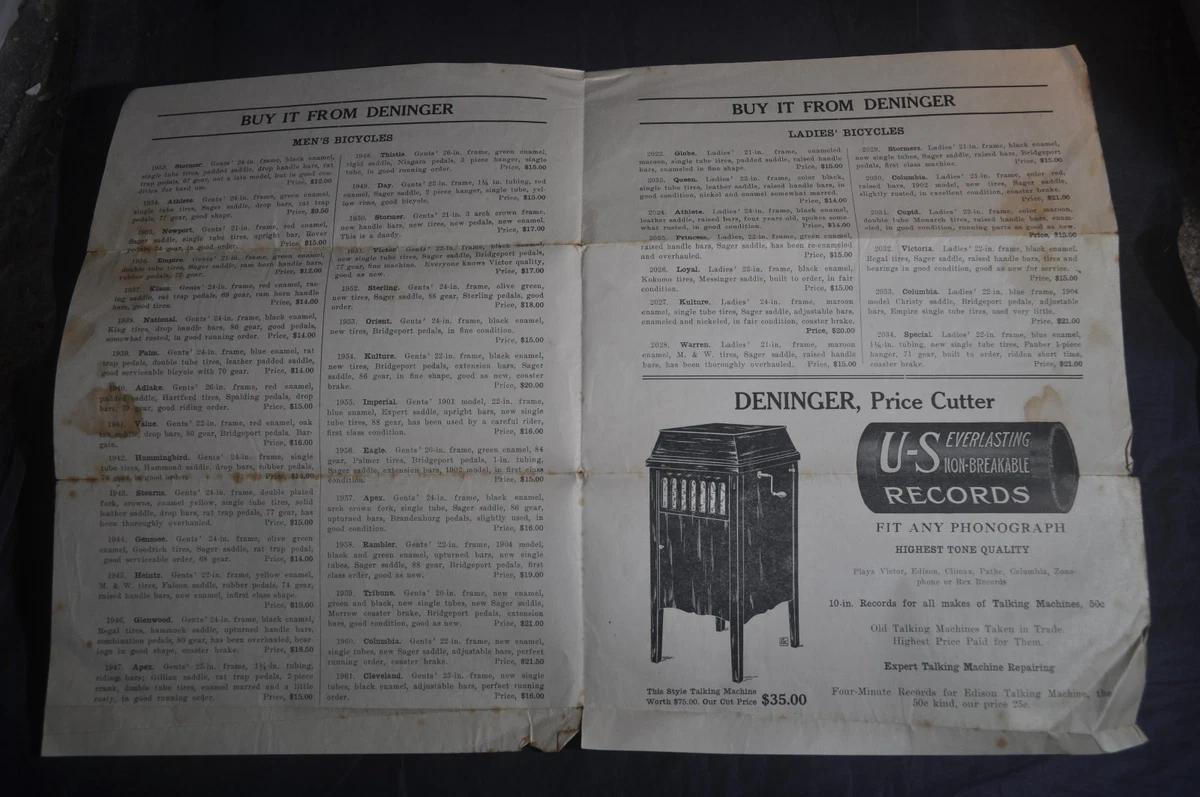 BUY IT FROM DENINGER
MEN'S BICYCLES
Stormer. Gents' 24-in. frame, black enamel,
single tube tires, padded saddle, drop handle bars, rat
trap pedals, 67 gear, not a late model, but in good con-
dition for hard use. Price, $12.00
1934. Athlete. Gents' 24-in. frame, green enamel,
single tube tires, Sager saddle, drop bars, rat trap
pedals, 77 gear, good shape. Price, $9.50
Newport. Gents' 21-in. frame, red enamel,
Sager saddle, single tube tires, upright bar, Rover
pedals, 74 gear, in good order. Price, $15.00
1936. Empire. Gents' 21-in. frame, green enamel,
double tube tires, Sager saddle, ram horn handle bars,
rubber pedals, 72 gear. Price, $12.00
1937. Gents' 24-in. frame, red enamel, rac-
ing saddle, rat trap pedals, 68 gear, ram horn handle
bars, good tires. Price, $14.00
1938. National. Gents' 24-in. frame, black enamel,
King tires, drop handle bars, 86 gear, good pedals,
somewhat rusted, in good running order. Price, $14.00
1939. Palm. Gents' 24-in. frame, blue enamel, rat
trap pedals, double tube tires, leather padded saddle,
good serviceable bicycle with 70 gear. Price, $14.00
1940. Adlake. Gents' 26-in. frame, red enamel,
padded saddle, Hartford tires, Spalding pedals, drop
bars, gear, good riding order. Price, $15.00
1941. Value. Gents' 22-in. frame, red enamel, oak
tan saddle, drop bars, 80 gear, Bridgeport pedals. Bar-
gain. Price, $16.00
1942. Hummingbird. Gents' 24-in. frame, single
tube tires, Hammond saddle, drop bars, rubber pedals,
gear, in good order. Price, $14.00
1943. Stearns. Gents' 24-in. frame, double plated
fork, crowns, enamel yellow, single tube tires, solid
leather saddle, drop bars, rat trap pedals, 77 gear, has
been thoroughly overhauled. Price, $15.00
1944. Genesee. Gents' 24-in. frame, olive green
enamel, Goodrich tires, Sager saddle, rat trap pedal,
good serviceable order, 68 gear. Price, $14.00
1945. Heintz. Gents' 22-in. frame, yellow enamel,
M. & W. tires, Falcon saddle, rubber pedals, 74 gear,
raised handle bars, new enamel, infirst class shape.
Price, $15.00
1946. Glenwood. Gents' 24-in. frame, black enamel,
Regal tires, hammock saddle, upturned handle bars,
combination pedals, 80 gear, has been overhauled, bear-
ings in good shape, coaster brake. Price, $18.50
1947. Apex. Gents' 23-in. frame, 1¼-in. tubing,
riding bars; Gillian saddle, rat trap pedals, 2-piece
crank, double tube tires, enamel marred and a little
rusty, in good running order. Price, $15.00
1948. Thistle. Gents' 26-in. frame, green enamel,
rigid saddle, Niagara pedals, 2 piece hanger, single
tube, in good running order. Price, $15.00
1949. Day. Gents' 22-in. frame, 1¼ in. tubing, red
enamel, Sager saddle, 2 piece hanger, single tube, yel-
low rims, good bicycle. Price, $15.00
1950. Stormer. Gents' 21-in. 3 arch crown frame,
new handle bars, new tires, new pedals, new enamel.
This is a dandy. Price, $17.00
1951. Victor Gents' 22-in. frame, black enamel,
new single tube tires, Sager saddle, Bridgeport pedals,
77 gear, fine machine. Everyone knows Victor quality,
good as new. Price, $17.00
1952. Sterling. Gents' 24-in. frame, olive green,
new tires, Sager saddle, 88 gear, Sterling pedals, good
order. Price, $18.00
1953. Orient. Gents' 24-in. frame, black enamel,
new tires, Bridgeport pedals, in fine condition.
Price, $15.00
1954. Kulture. Gents' 22-in. frame, black enamel,
new tires, Bridgeport pedals, extension bars, Sager
saddle, 86 gear, in fine shape, good as new, coaster
brake. Price, $20.00
1955. Imperial. Gents' 1901 model, 22-in. frame,
blue enamel, Expert saddle, upright bars, new single
tube tires, 88 gear, has been used by a careful rider,
first class condition. Price, $16.00
1956. Eagle. Gents' 26-in. frame, green enamel, 84
gear, Palmer tires, Bridgeport pedals, 1-in. tubing,
Sager saddle, extension bars, 1902 model, in first class
condition. Price, $15.00
1957. Apex. Gents' 24-in. frame, black enamel,
arch crown fork, single tube, Sager saddle, 86 gear,
upturned bars, Brandenburg pedals, slightly used, in
good condition. Price, $16.00
1958. Rambler. Gents' 22-in. frame, 1904 model,
black and green enamel, upturned bars, new single
tubes, Sager saddle, 88 gear, Bridgeport pedals, first
class order, good as new. Price, $19.00
1959. Tribune. Gents' 20-in. frame, new enamel,
green and black, new single tubes, new Sager saddle,
Morrow coaster brake, Bridgeport pedals, extension
bars, good condition, good as new. Price, $21.00
1960. Columbia. Gents' 22-in. frame, new enamel,
single tubes, new Sager saddle, adjustable bars, perfect
running order, coaster brake. Price, $21.50
1961. Cleveland. Gents' 23-in. frame, new single
tubes, black enamel, adjustable bars, perfect running
order. Price, $16.00
BUY IT FROM DENINGER
LADIES' BICYCLES
2022. Globe. Ladies' 21-in. frame, enameled
maroon, single tube tires, padded saddle, raised handle
bars, enameled in fine shape. Price, $15.00
2023. Queen. Ladies' 22-in. frame, color black,
single tube tires, leather saddle, raised handle bars, in
good condition, nickel and enamel somewhat marred.
Price, $14.00
2024. Athlete. Ladies' 24-in. frame, black enamel,
leather saddle, raised bars, four years old, spokes some-
what rusted, in good condition. Price, $14.00
2025. Princess. Ladies' 22-in. frame, green enamel,
raised handle bars, Sager saddle, has been re-enameled
and overhauled. Price, $15.00
2026. Loyal. Ladies' 22-in. frame, black enamel,
Kokomo tires, Messinger saddle, built to order, in fair
condition. Price, $15.00
2027. Kulture. Ladies' 24-in. frame, maroon
enamel, single tube tires, Sager saddle, adjustable bars,
enameled and nickeled, in fair condition, coaster brake.
Price, $20.00
2028. Warren. Ladies' 21-in. frame, maroon
enamel, M. & W. tires, Sager saddle, raised handle
bars, has been thoroughly overhauled. Price, $15.00
2029. Stormers. Ladies' 21-in. frame, black enamel,
new single tubes, Sager saddle, raised bars, Bridgeport
pedals, first class machine. Price, $15.00
2030. Columbia. Ladies' 21-in. frame, color red,
raised bars, 1902 model, new tires, Sager saddle,
slightly rusted, in excellent condition, coaster brake.
Price, $21.00
2031. Cupid. Ladies' 22-in. frame, color maroon,
double tube Monarch tires, raised handle bars, enam-
eled, in good condition, running parts as good as new.
Price, $15.00
2032. Victoria. Ladies' 22-in. frame, black enamel.
Regal tires, Sager saddle, raised handle bars, tires and
bearings in good condition, good as new for service.
Price, $15.00
2033. Columbia. Ladies' 22-in. frame, blue, 1904
model Christy saddle, Bridgeport pedals, adjustable
bars, Empire single tube tires, used very little.
Price, $21.00
2034. Special. Ladies' 22-in. frame, blue enamel,
1⅛-in. tubing, new single tube tires, Fauber 1-piece
hanger, 71 gear, built to order, ridden short time,
coaster brake. Price, $21.00
DENINGER, Price Cutter
U-S EVERLASTING
NON-BREAKABLE
RECORDS
FIT ANY PHONOGRAPH
HIGHEST TONE QUALITY
Plays Victor, Edison, Climax, Pathe, Columbia, Zono-
phone or Rex Records
10-in. Records for all makes of Talking Machines, 50c
Old Talking Machines Taken in Trade.
Highest Price Paid for Them.
Expert Talking Machine Repairing
Four-Minute Records for Edison Talking Machine, the
50c kind, our price 25c.
This Style Talking Machine
Worth $75.00. Our Cut Price $35.00